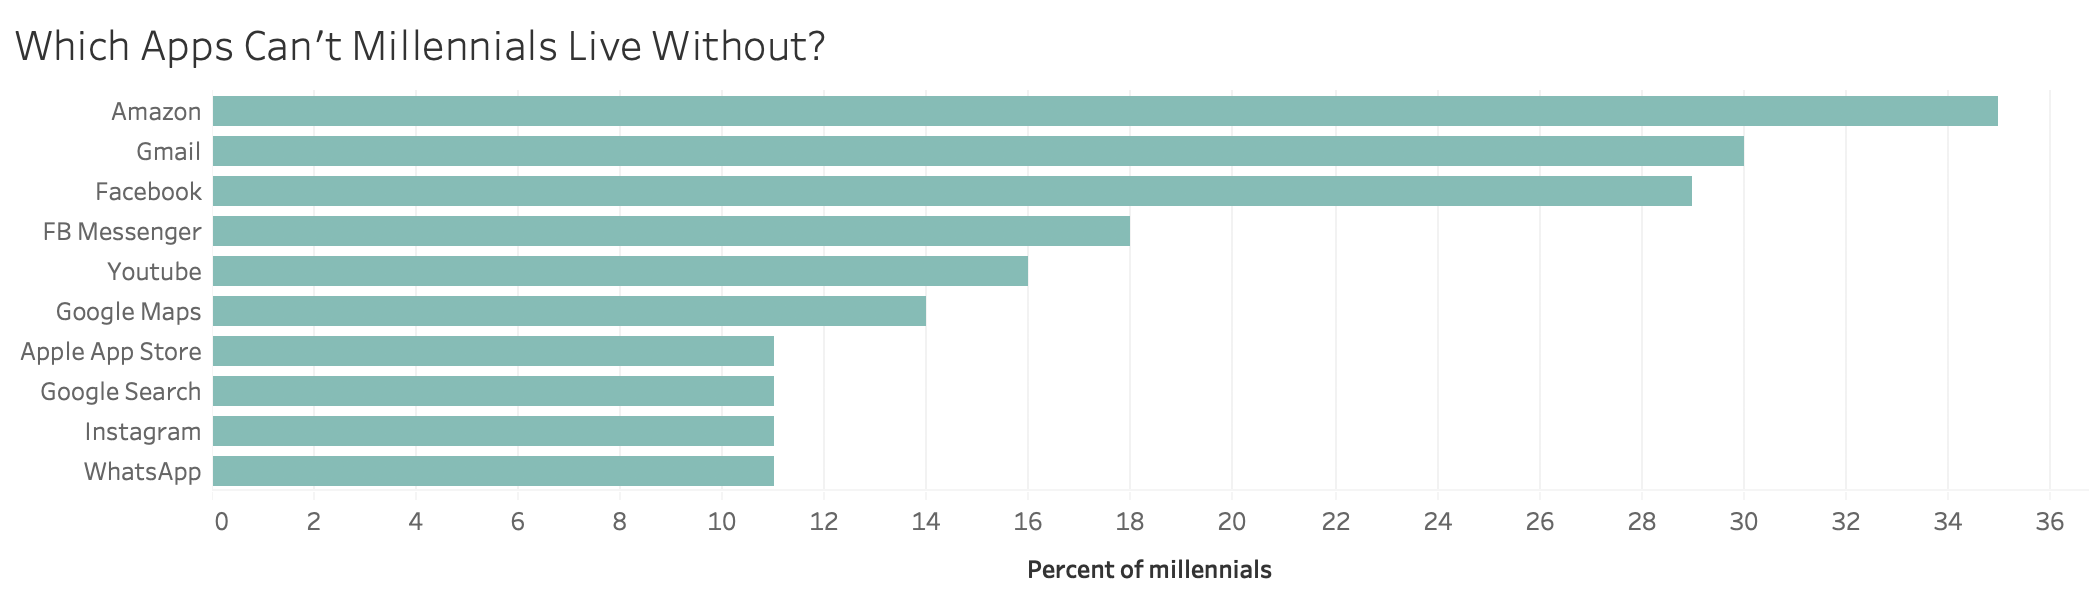 Which Apps Can't Millennials Live Without?
Amazon
Gmail
Facebook
FB Messenger
Youtube
Google Maps
Apple App Store
Google Search
Instagram
WhatsApp
0 2 4 6 8 10 12 14 16 18 20 22 24 26 28 30 32 34 36
Percent of millennials